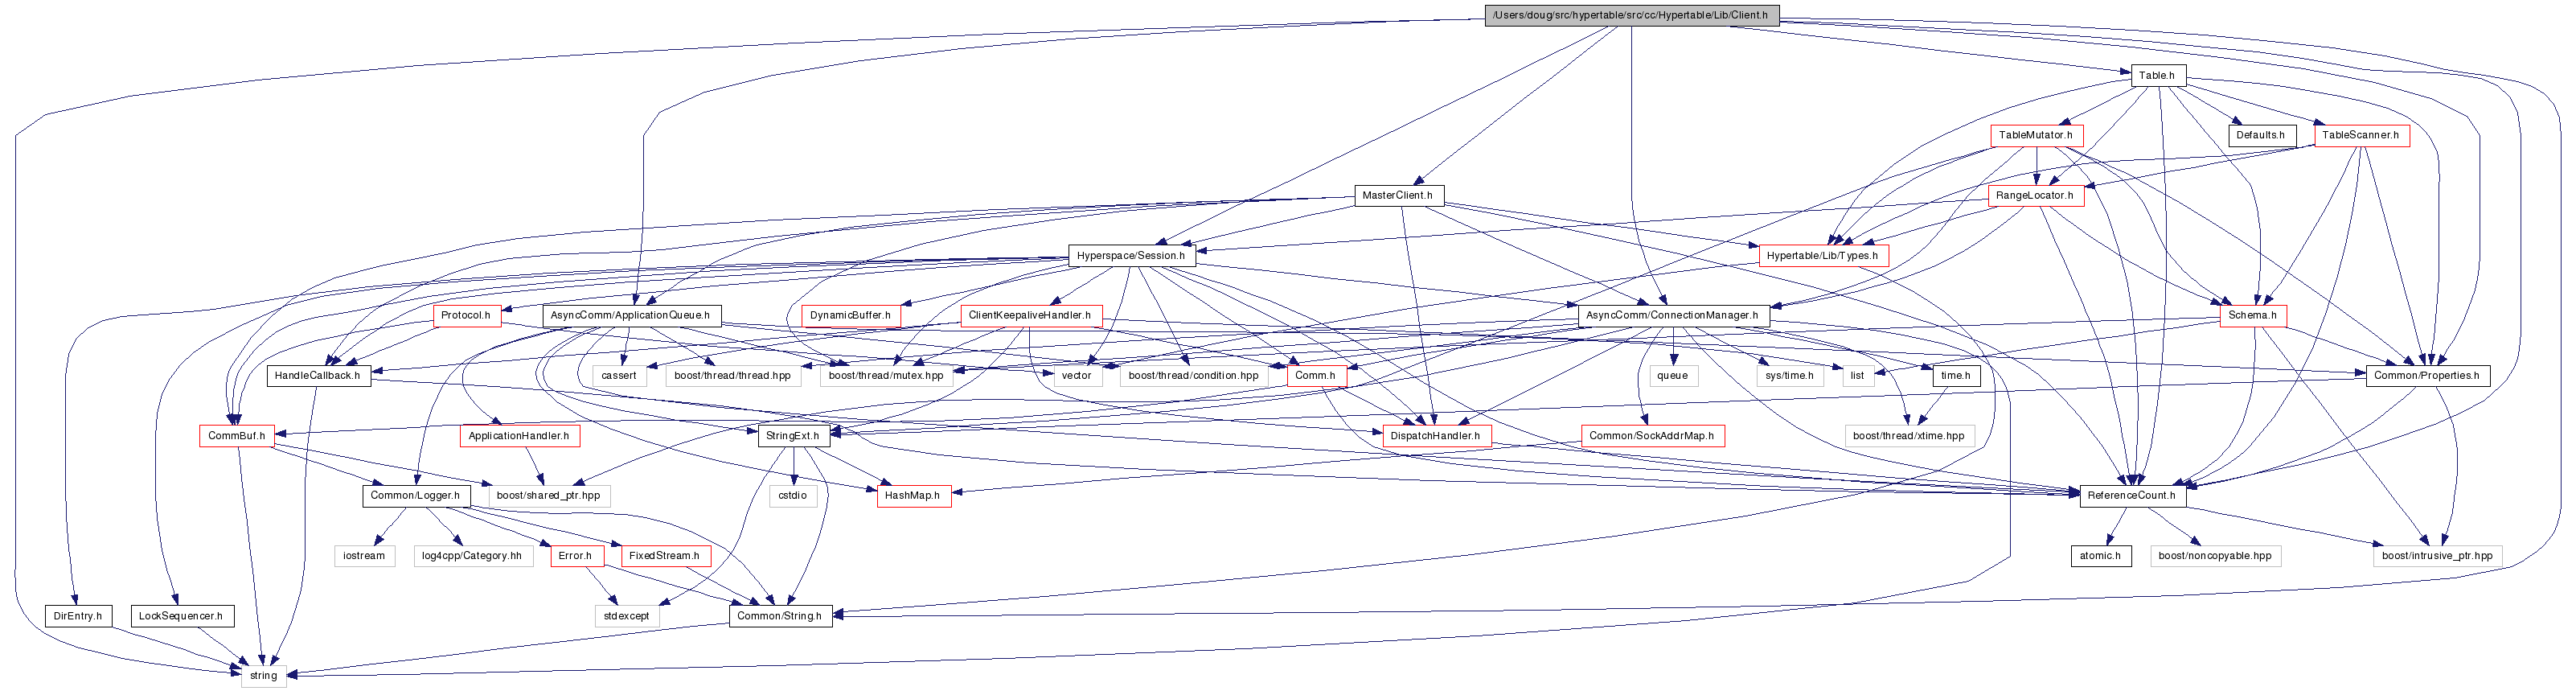 /Users/doug/src/hypertable/src/cc/Hypertable/Lib/Client.h
Table.h
TableMutator.h
Defaults.h
TableScanner.h
MasterClient.h
RangeLocator.h
Hyperspace/Session.h
Hypertable/Lib/Types.h
Protocol.h
AsyncComm/ApplicationQueue.h
DynamicBuffer.h
ClientKeepaliveHandler.h
AsyncComm/ConnectionManager.h
Schema.h
HandleCallback.h
cassert
boost/thread/thread.hpp
boost/thread/mutex.hpp
vector
boost/thread/condition.hpp
Comm.h
queue
sys/time.h
list
time.h
Common/Properties.h
CommBuf.h
ApplicationHandler.h
StringExt.h
DispatchHandler.h
Common/SockAddrMap.h
boost/thread/xtime.hpp
Common/Logger.h
boost/shared_ptr.hpp
cstdio
HashMap.h
ReferenceCount.h
iostream
log4cpp/Category.hh
Error.h
FixedStream.h
atomic.h
boost/noncopyable.hpp
boost/intrusive_ptr.hpp
DirEntry.h
LockSequencer.h
stdexcept
Common/String.h
string